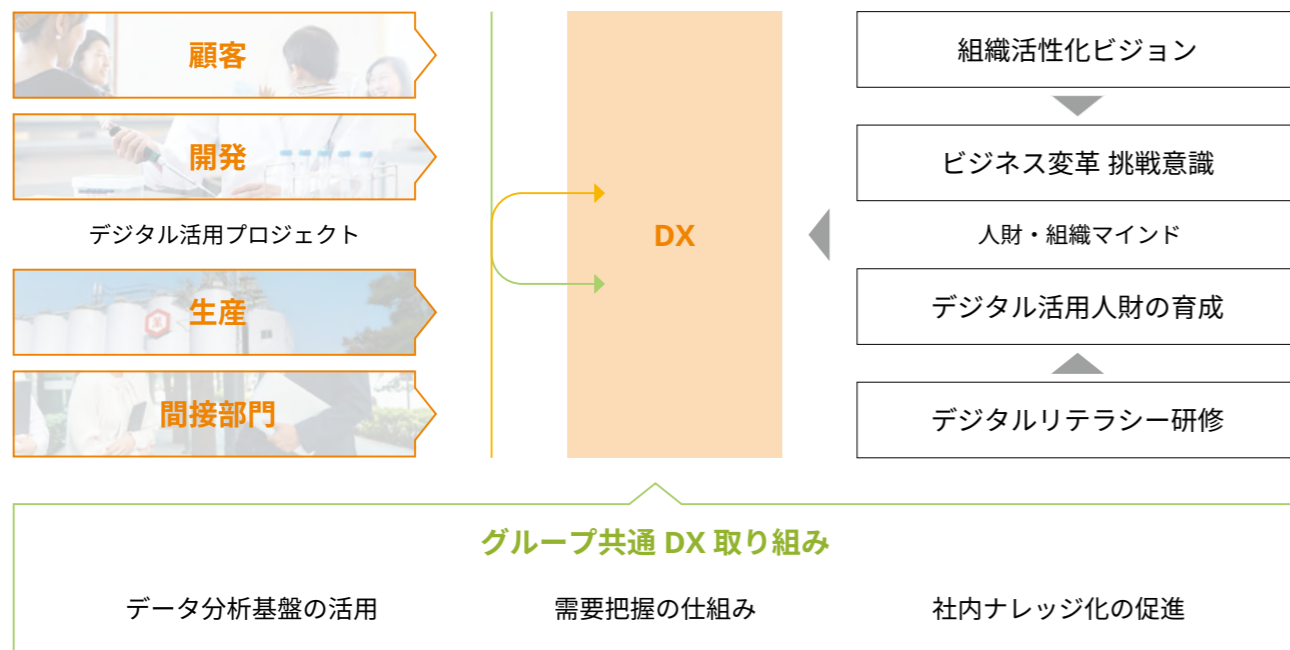 顧客
開発
デジタル活用プロジェクト
生産
間接部門
DX
組織活性化ビジョン
ビジネス変革 挑戦意識
人財・組織マインド
デジタル活用人財の育成
デジタルリテラシー研修
グループ共通 DX 取り組み
データ分析基盤の活用
需要把握の仕組み
社内ナレッジ化の促進